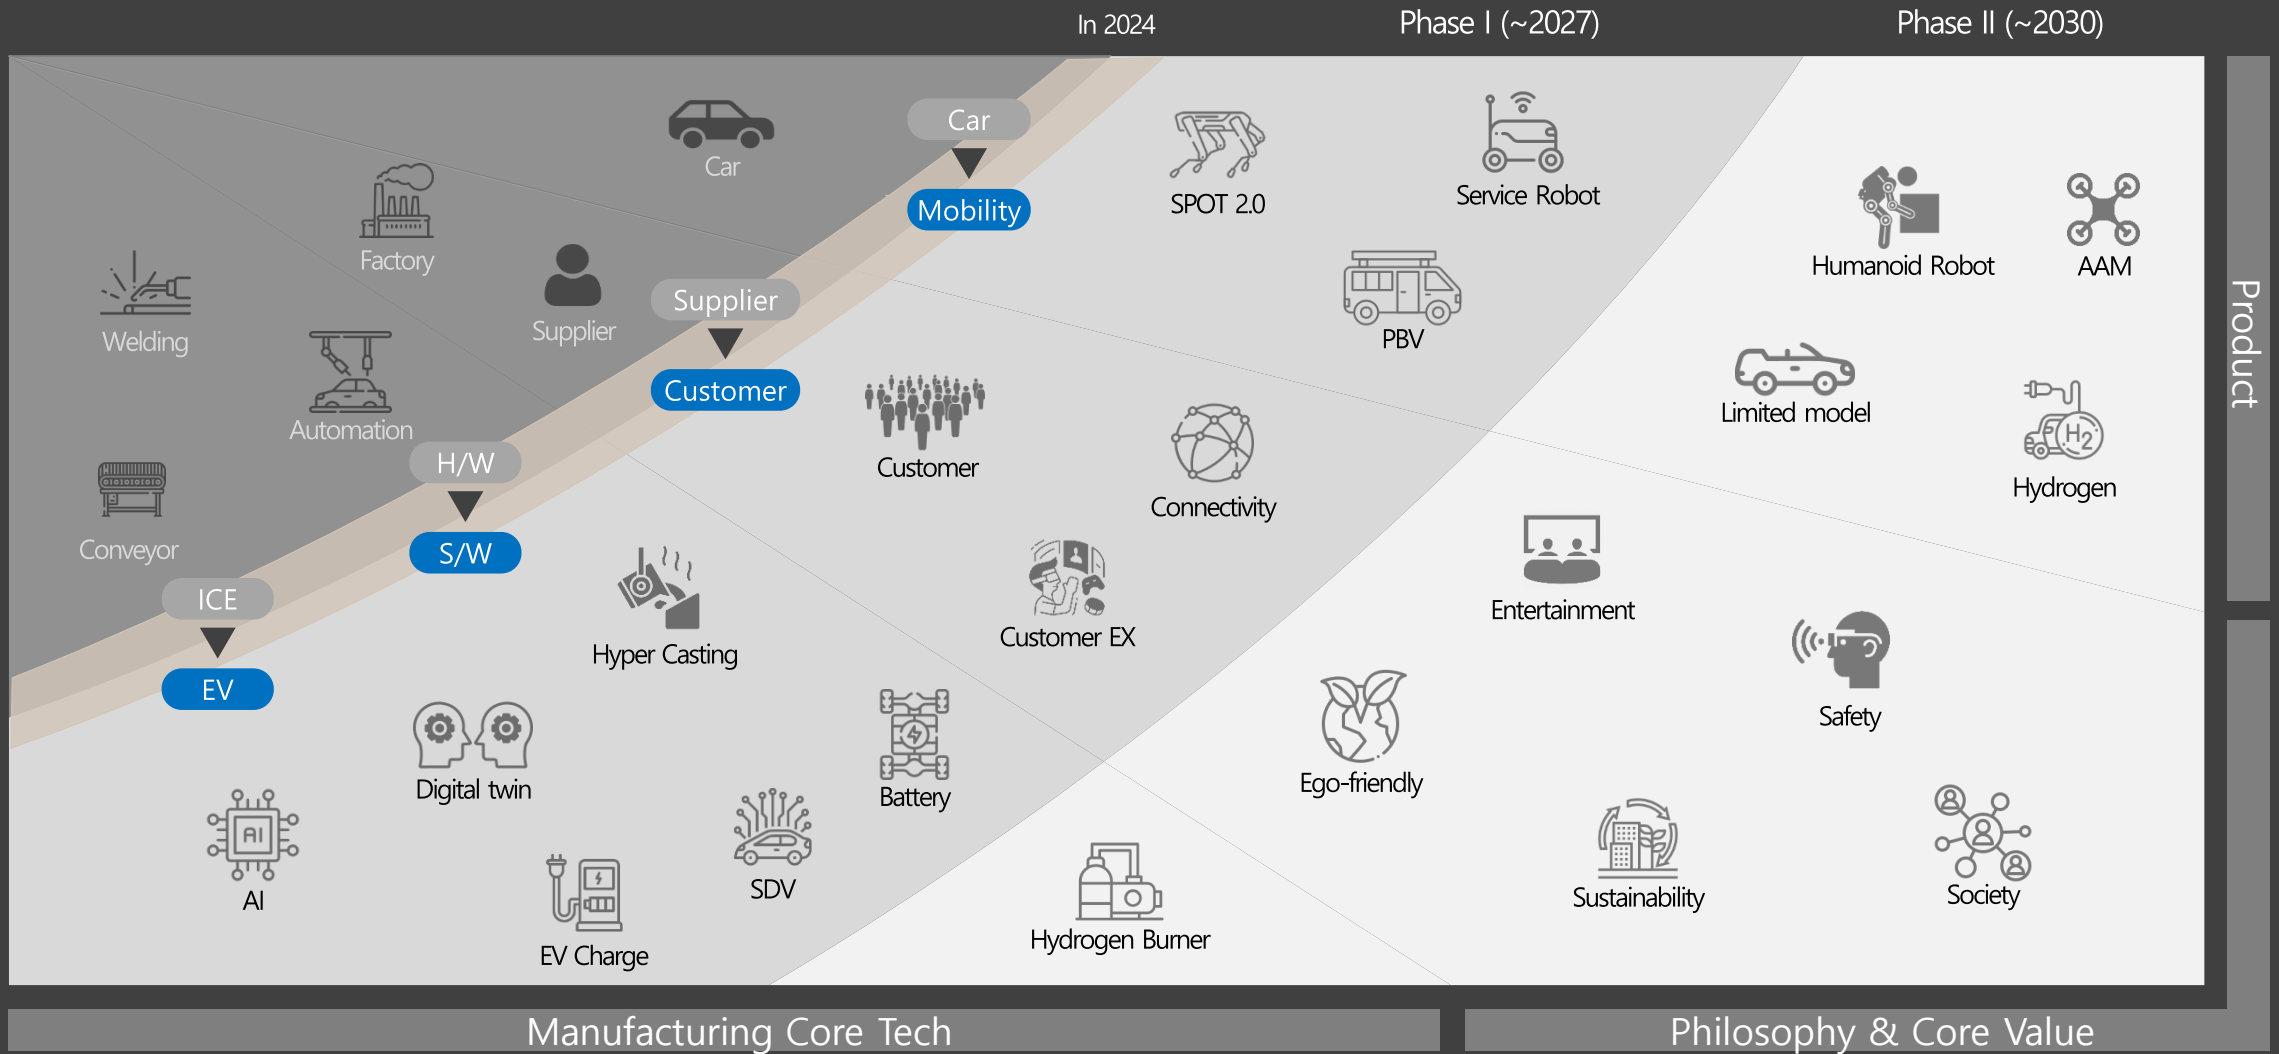 In 2024
Phase I (~2027)
Phase II (~2030)
Car
Car
Mobility
SPOT 2.0
Service Robot
Humanoid Robot
AAM
Factory
Supplier
Supplier
Customer
PBV
Welding
Automation
Limited model
Hydrogen
Product
H/W
S/W
Customer
Connectivity
Conveyor
ICE
EV
Hyper Casting
Customer EX
Entertainment
Safety
Digital twin
Battery
Ego-friendly
AI
AI
SDV
EV Charge
H2
Hydrogen Burner
Sustainability
Society
Manufacturing Core Tech
Philosophy & Core Value